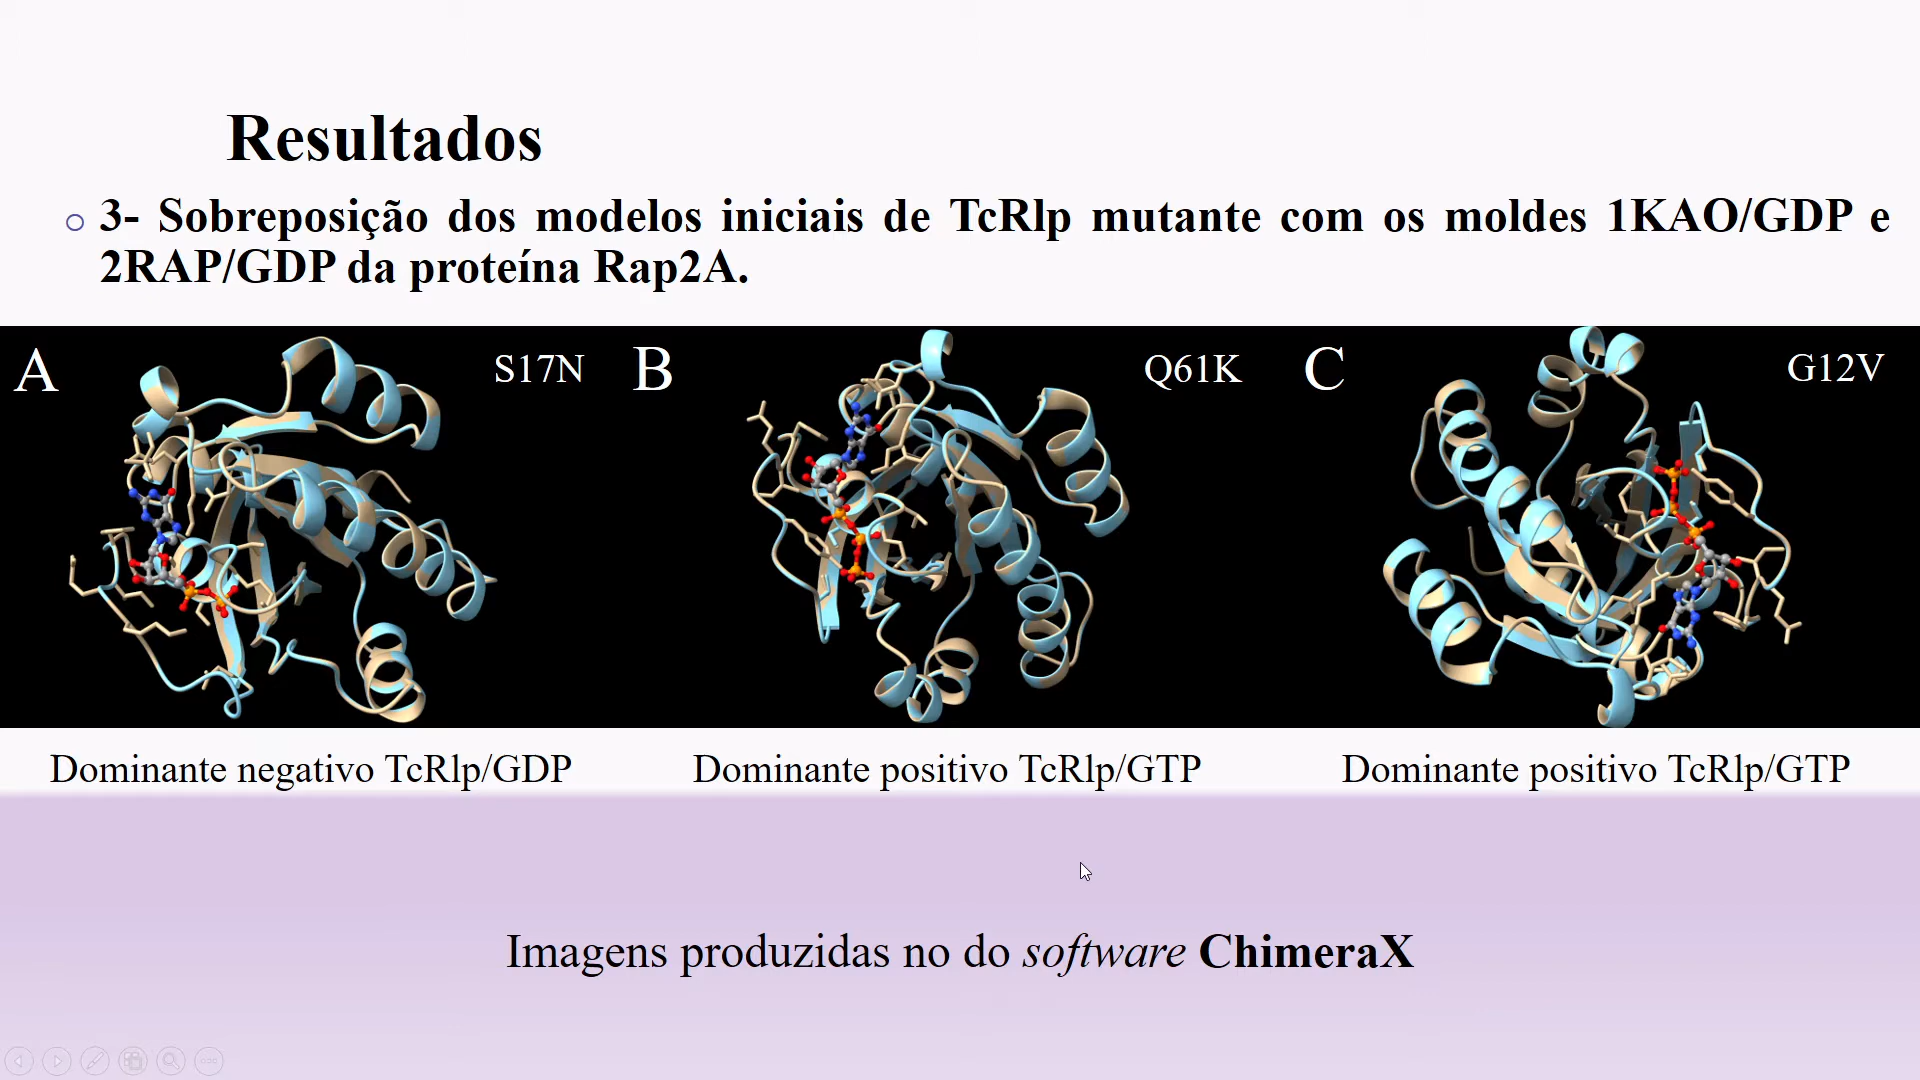 Resultados
3- Sobreposição dos modelos iniciais de TcRlp mutante com os moldes 1KAO/GDP e
2RAP/GDP da proteína Rap2A.
A
S17N
B
Q61K
C
G12V
Dominante negativo TcRlp/GDP
Dominante positivo TcRlp/GTP
Dominante positivo TcRlp/GTP
Imagens produzidas no do software ChimeraX